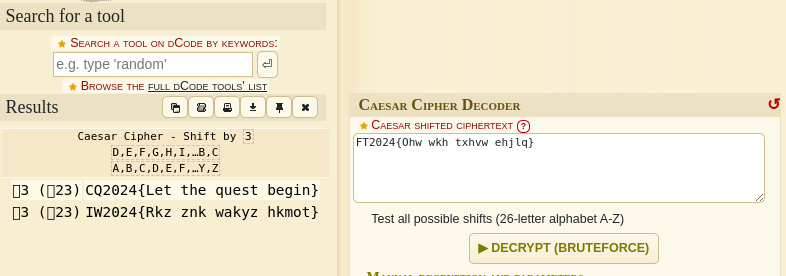 Search for a tool
★ Search a tool on dCode by keywords:
e.g. type 'random'
★ Browse the full dCode tools' list
Results
Caesar Cipher - Shift by 3
D,E,F,G,H,I,…B,C
A,B,C,D,E,F,…Y,Z
3 (23) CQ2024{Let the quest begin}
3 (23) IW2024{Rkz znk wakyz hkmot}
Caesar Cipher Decoder
★ Caesar shifted ciphertext ?
FT2024{Ohw wkh txhvw ehjlq}
Test all possible shifts (26-letter alphabet A-Z)
▶ DECRYPT (BRUTEFORCE)